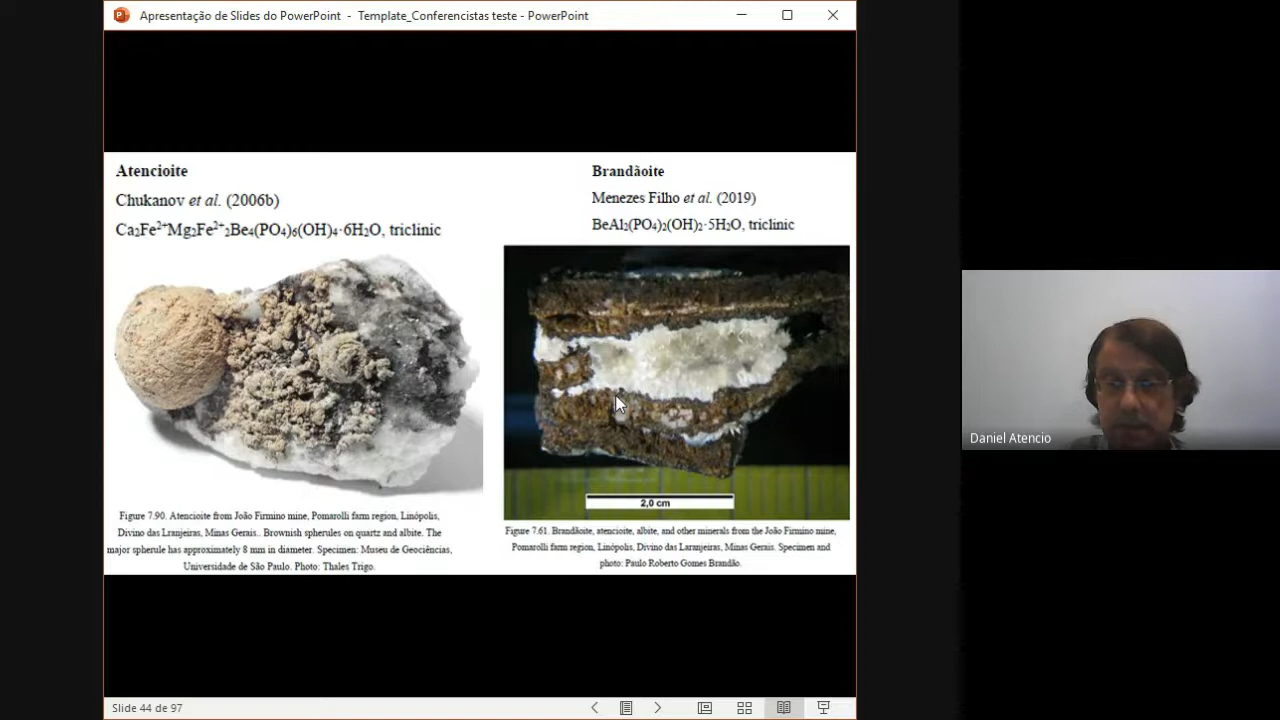 Apresentação de Slides do PowerPoint - Template_Conferencistas teste - PowerPoint
Atencioite
Chukanov et al. (2006b)
Ca₂Fe²⁺Mg₂Fe²⁺₂Be₄(PO₄)₆(OH)₄·6H₂O, triclinic
Figure 7.90. Atencioite from João Firmino mine, Pomarolli farm region, Linópolis,
Divino das Lranjeiras, Minas Gerais.. Brownish spherules on quartz and albite. The
major spherule has approximately 8 mm in diameter. Specimen: Museu de Geociências,
Universidade de São Paulo. Photo: Thales Trigo.
Brandãoite
Menezes Filho et al. (2019)
BeAl₂(PO₄)₂(OH)₂·5H₂O, triclinic
2,0 cm
Figure 7.61. Brandãoite, atencioite, albite, and other minerals from the João Firmino mine,
Pomarolli farm region, Linópolis, Divino das Laranjeiras, Minas Gerais. Specimen and
photo: Paulo Roberto Gomes Brandão.
Daniel Atencio
Slide 44 de 97